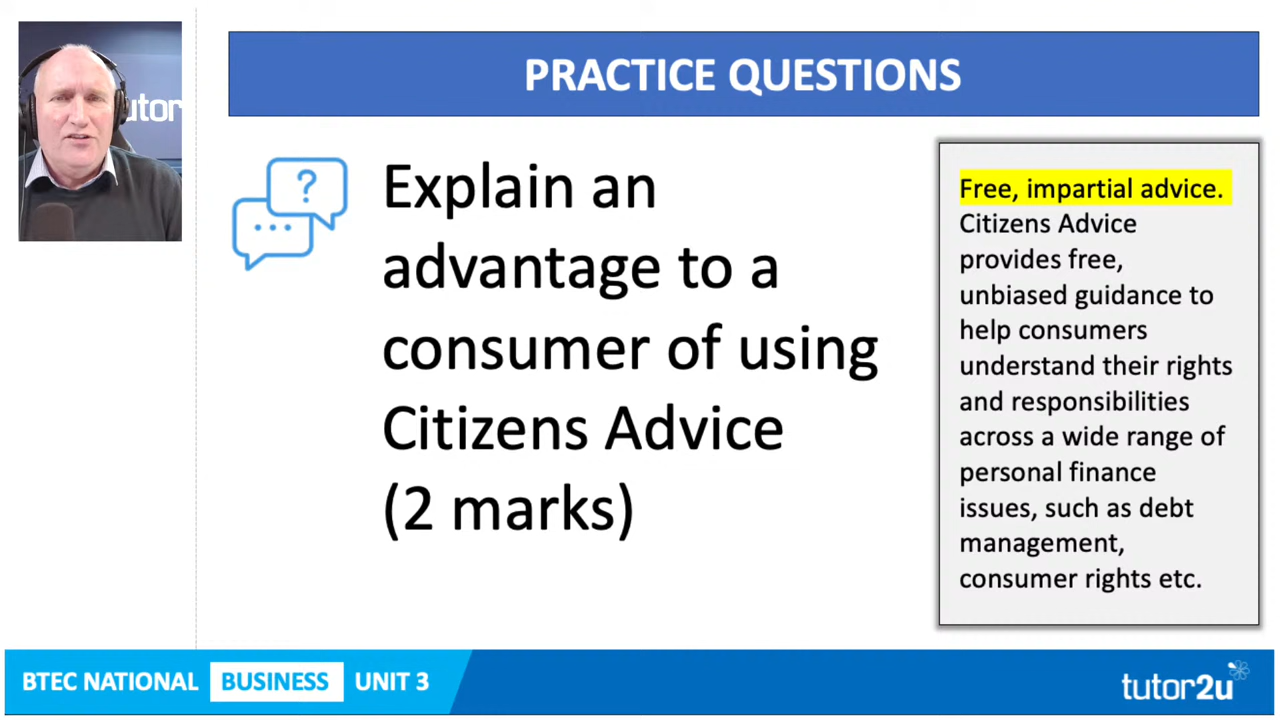 PRACTICE QUESTIONS
utor
?
Explain an
advantage to a
consumer of using
Citizens Advice
(2 marks)
Free, impartial advice.
Citizens Advice
provides free,
unbiased guidance to
help consumers
understand their rights
and responsibilities
across a wide range of
personal finance
issues, such as debt
management,
consumer rights etc.
BTEC NATIONAL BUSINESS UNIT 3
tutor2u